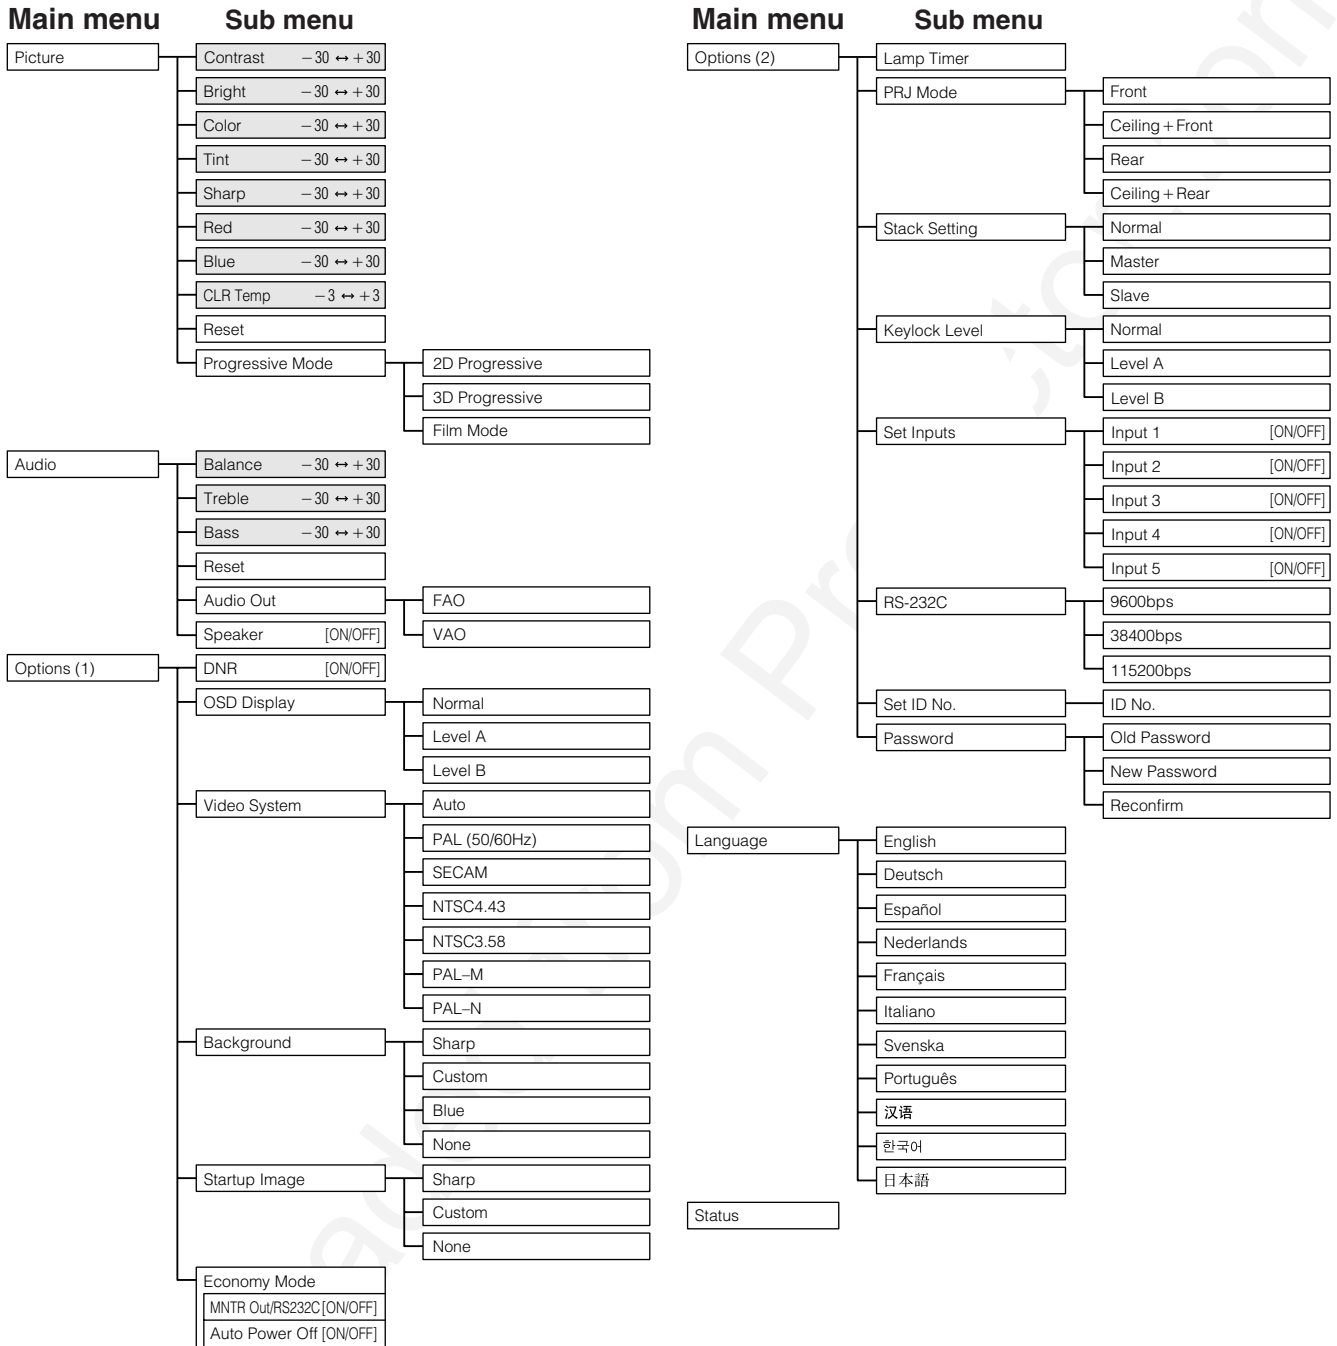 Main menu Sub menu
Picture
Contrast −30 ↔ +30
Bright −30 ↔ +30
Color −30 ↔ +30
Tint −30 ↔ +30
Sharp −30 ↔ +30
Red −30 ↔ +30
Blue −30 ↔ +30
CLR Temp −3 ↔ +3
Reset
Progressive Mode
2D Progressive
3D Progressive
Film Mode
Audio
Balance −30 ↔ +30
Treble −30 ↔ +30
Bass −30 ↔ +30
Reset
Audio Out
FAO
VAO
Speaker [ON/OFF]
Options (1)
DNR [ON/OFF]
OSD Display
Normal
Level A
Level B
Video System
Auto
PAL (50/60Hz)
SECAM
NTSC4.43
NTSC3.58
PAL–M
PAL–N
Background
Sharp
Custom
Blue
None
Startup Image
Sharp
Custom
None
Economy Mode
MNTR Out/RS232C [ON/OFF]
Auto Power Off [ON/OFF]
Main menu Sub menu
Options (2)
Lamp Timer
PRJ Mode
Front
Ceiling+Front
Rear
Ceiling+Rear
Stack Setting
Normal
Master
Slave
Keylock Level
Normal
Level A
Level B
Set Inputs
Input 1 [ON/OFF]
Input 2 [ON/OFF]
Input 3 [ON/OFF]
Input 4 [ON/OFF]
Input 5 [ON/OFF]
RS-232C
9600bps
38400bps
115200bps
Set ID No.
ID No.
Password
Old Password
New Password
Reconfirm
Language
English
Deutsch
Español
Nederlands
Français
Italiano
Svenska
Português
汉语
한국어
日本語
Status